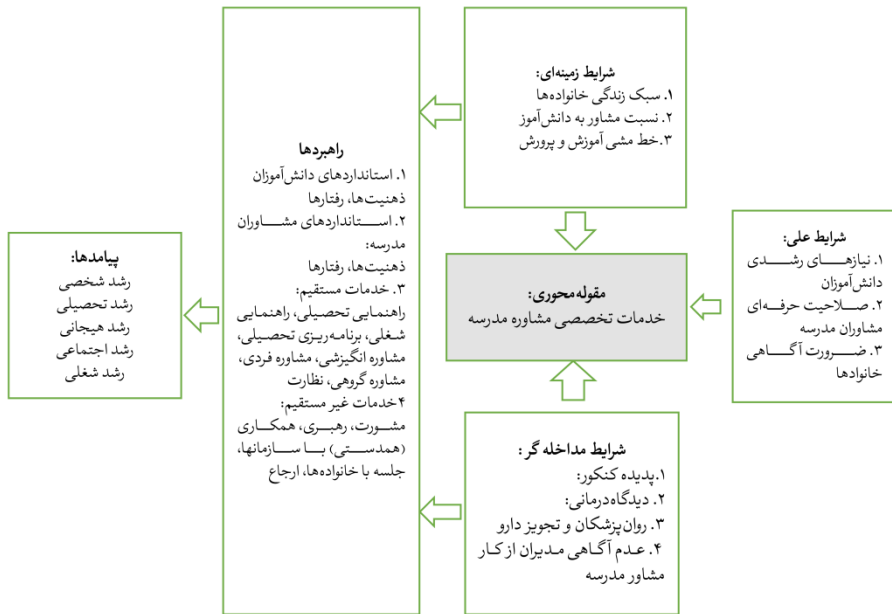 شرایط زمینه‌ای:
۱. سبک زندگی خانواده‌ها
۲. نسبت مشاور به دانش‌آموز
۳.خط مشی آموزش و پرورش
شرایط علی:
۱. نیازهای رشدی
دانش‌آموزان
۲. صلاحیت حرفه‌ای
مشاوران مدرسه
۳. ضرورت آگاهی
خانوادها
مقوله‌محوری:
خدمات تخصصی مشاوره مدرسه
شرایط مداخله گر :
۱.پدیده کنکور:
۲. دیدگاه‌درمانی:
۳. روان‌پزشکان و تجویز دارو
۴. عدم آگاهی مدیران از کار
مشاور مدرسه
راهبردها
۱. استانداردهای دانش‌آموزان
ذهنیت‌ها، رفتارها
۲. استانداردهای مشاوران
مدرسه:
ذهنیت‌ها، رفتارها
۳. خدمات مستقیم:
راهنمایی تحصیلی، راهنمایی
شغلی، برنامه‌ریزی تحصیلی،
مشاوره انگیزشی، مشاوره فردی،
مشاوره گروهی، نظارت
۴خدمات غیر مستقیم:
مشورت، رهبری، همکاری
(همدستی) با سازمانها،
جلسه با خانواده‌ها، ارجاع
پیامدها:
رشد شخصی
رشد تحصیلی
رشد هیجانی
رشد اجتماعی
رشد شغلی